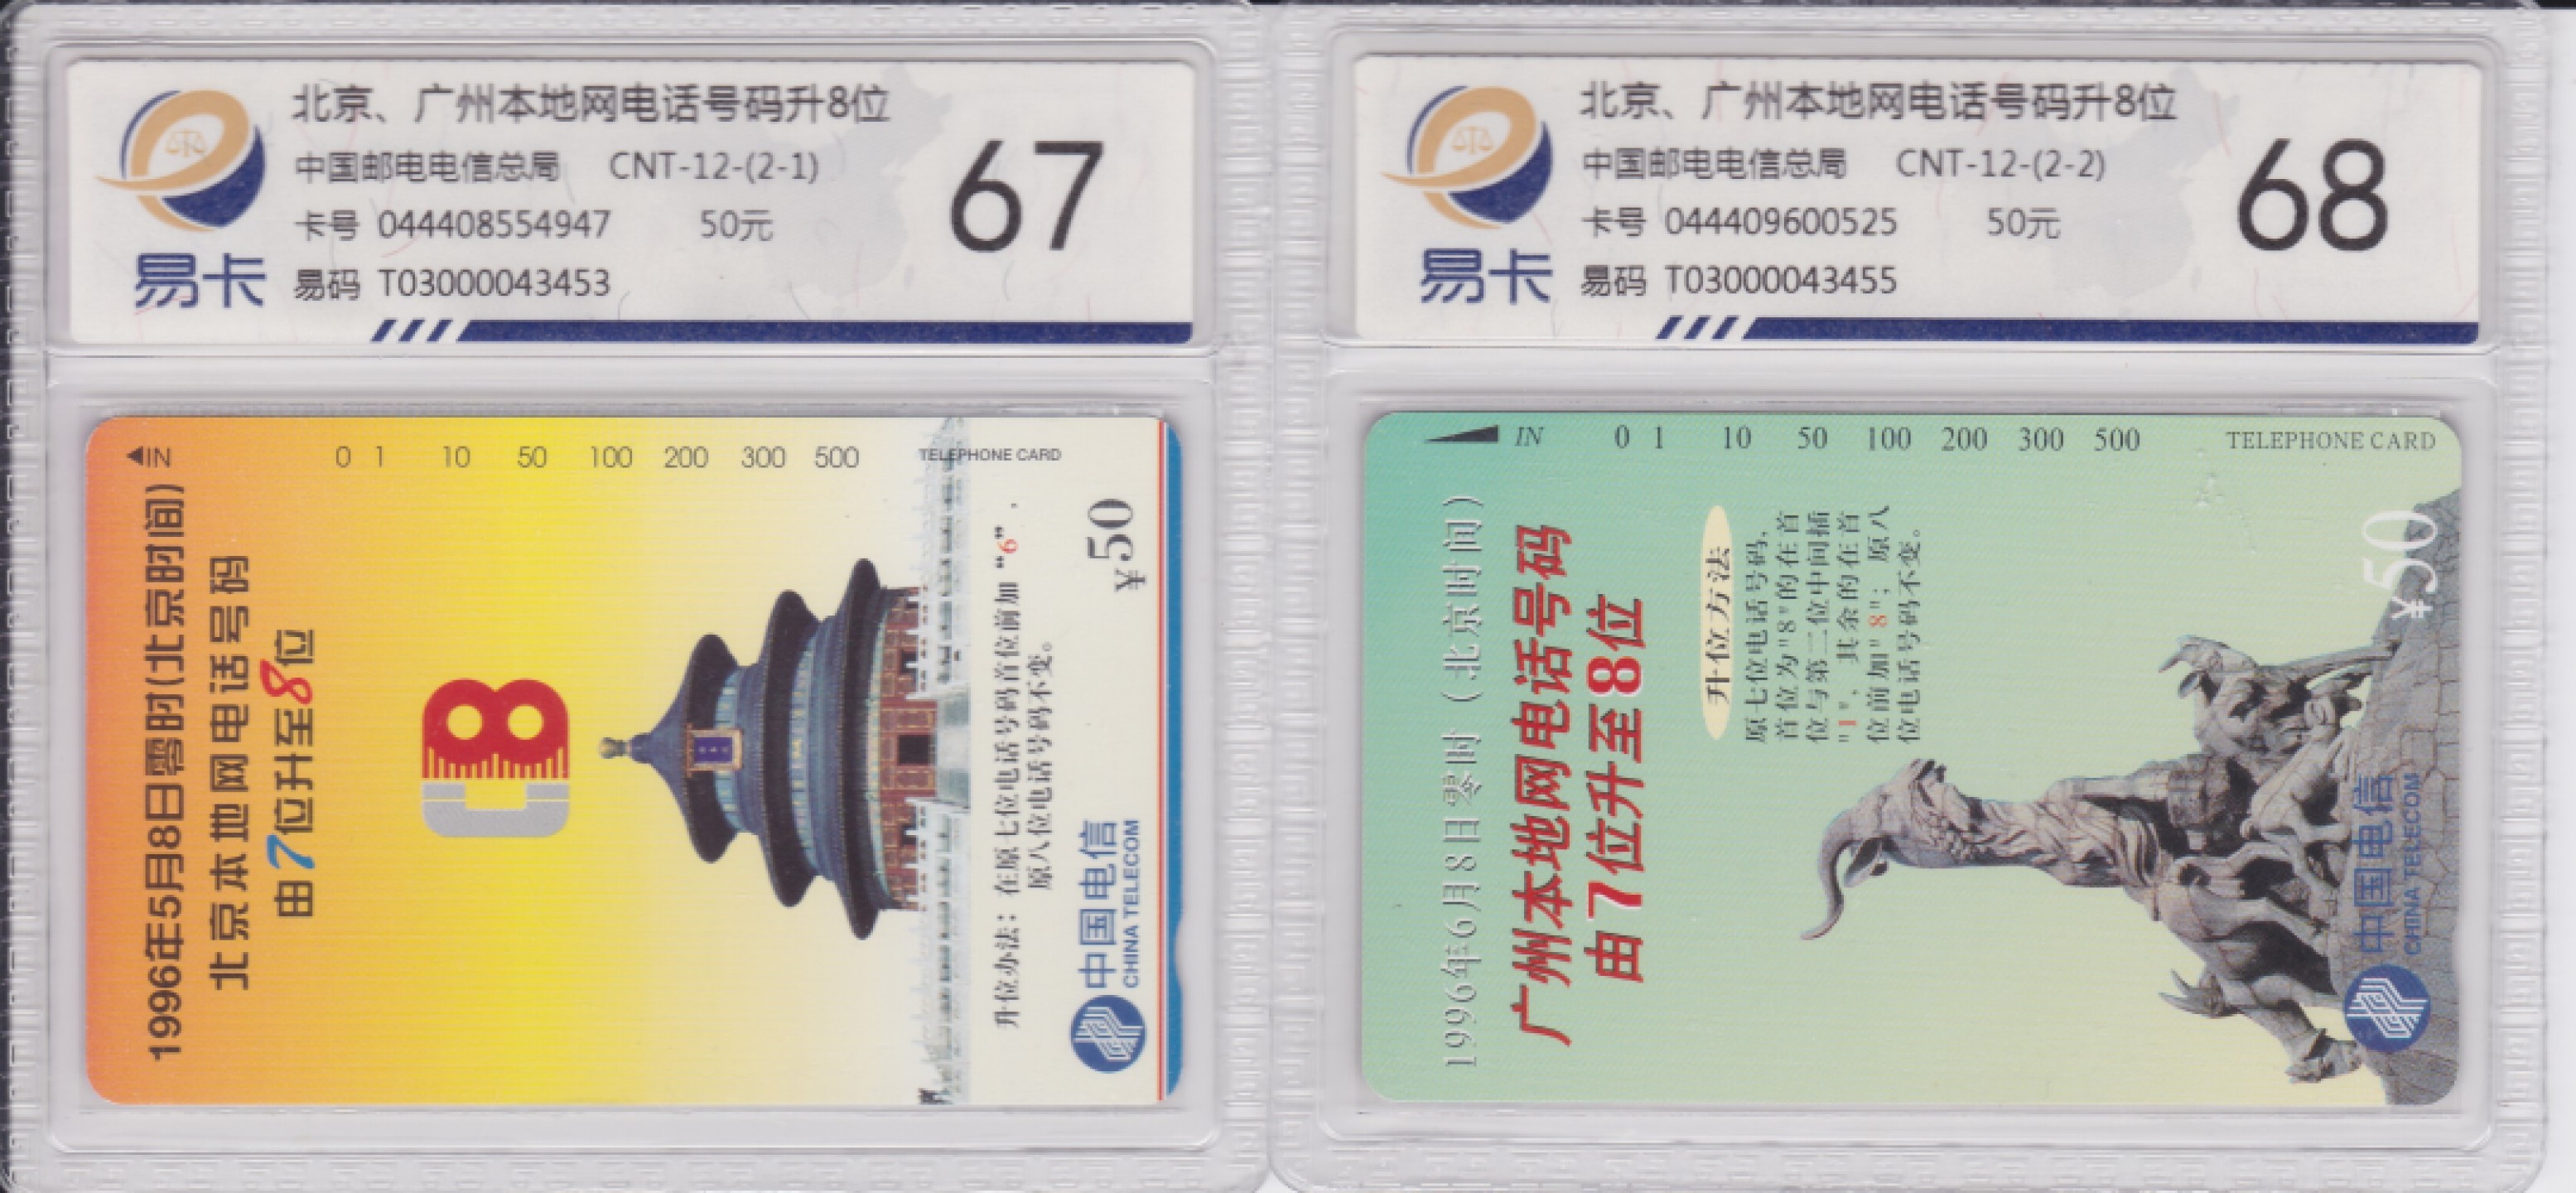 北京、广州本地网电话号码升8位
中国邮电电信总局 CNT-12-(2-1)
卡号 044408554947 50元
易码 T03000043453
67
易卡
IN
0 1 10 50 100 200 300 500
TELEPHONE CARD
1996年5月8日零时(北京时间)
北京本地网电话号码
由7位升至8位
8
升位办法：在原七位电话号码首位前加“6”，
原八位电话号码不变。
¥50
中国电信
CHINA TELECOM
北京、广州本地网电话号码升8位
中国邮电电信总局 CNT-12-(2-2)
卡号 044409600525 50元
易码 T03000043455
68
易卡
IN
0 1 10 50 100 200 300 500
TELEPHONE CARD
1996年6月8日零时（北京时间）
广州本地网电话号码
由7位升至8位
升位方法
原七位电话号码，
首位为"8"的在首
位与第二位中间插
"1"，其余的在首
位前加"8"；原八
位电话号码不变。
¥50
中国电信
CHINA TELECOM